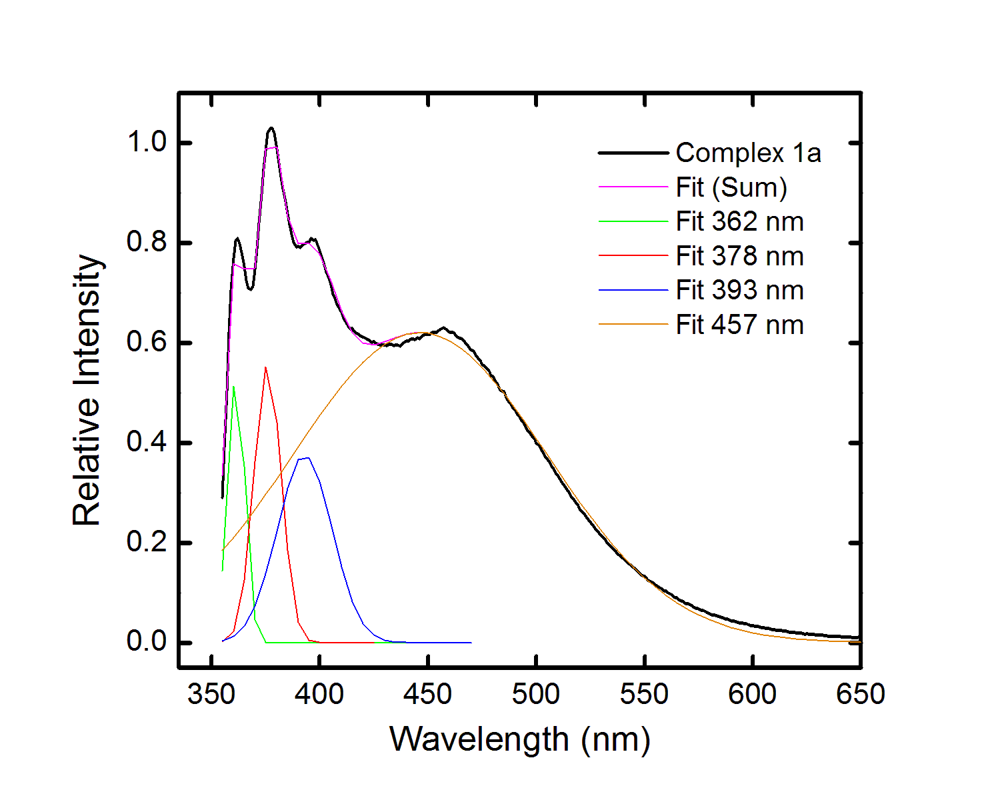 Relative Intensity
1.0
0.8
0.6
0.4
0.2
0.0
Complex 1a
Fit (Sum)
Fit 362 nm
Fit 378 nm
Fit 393 nm
Fit 457 nm
350 400 450 500 550 600 650
Wavelength (nm)